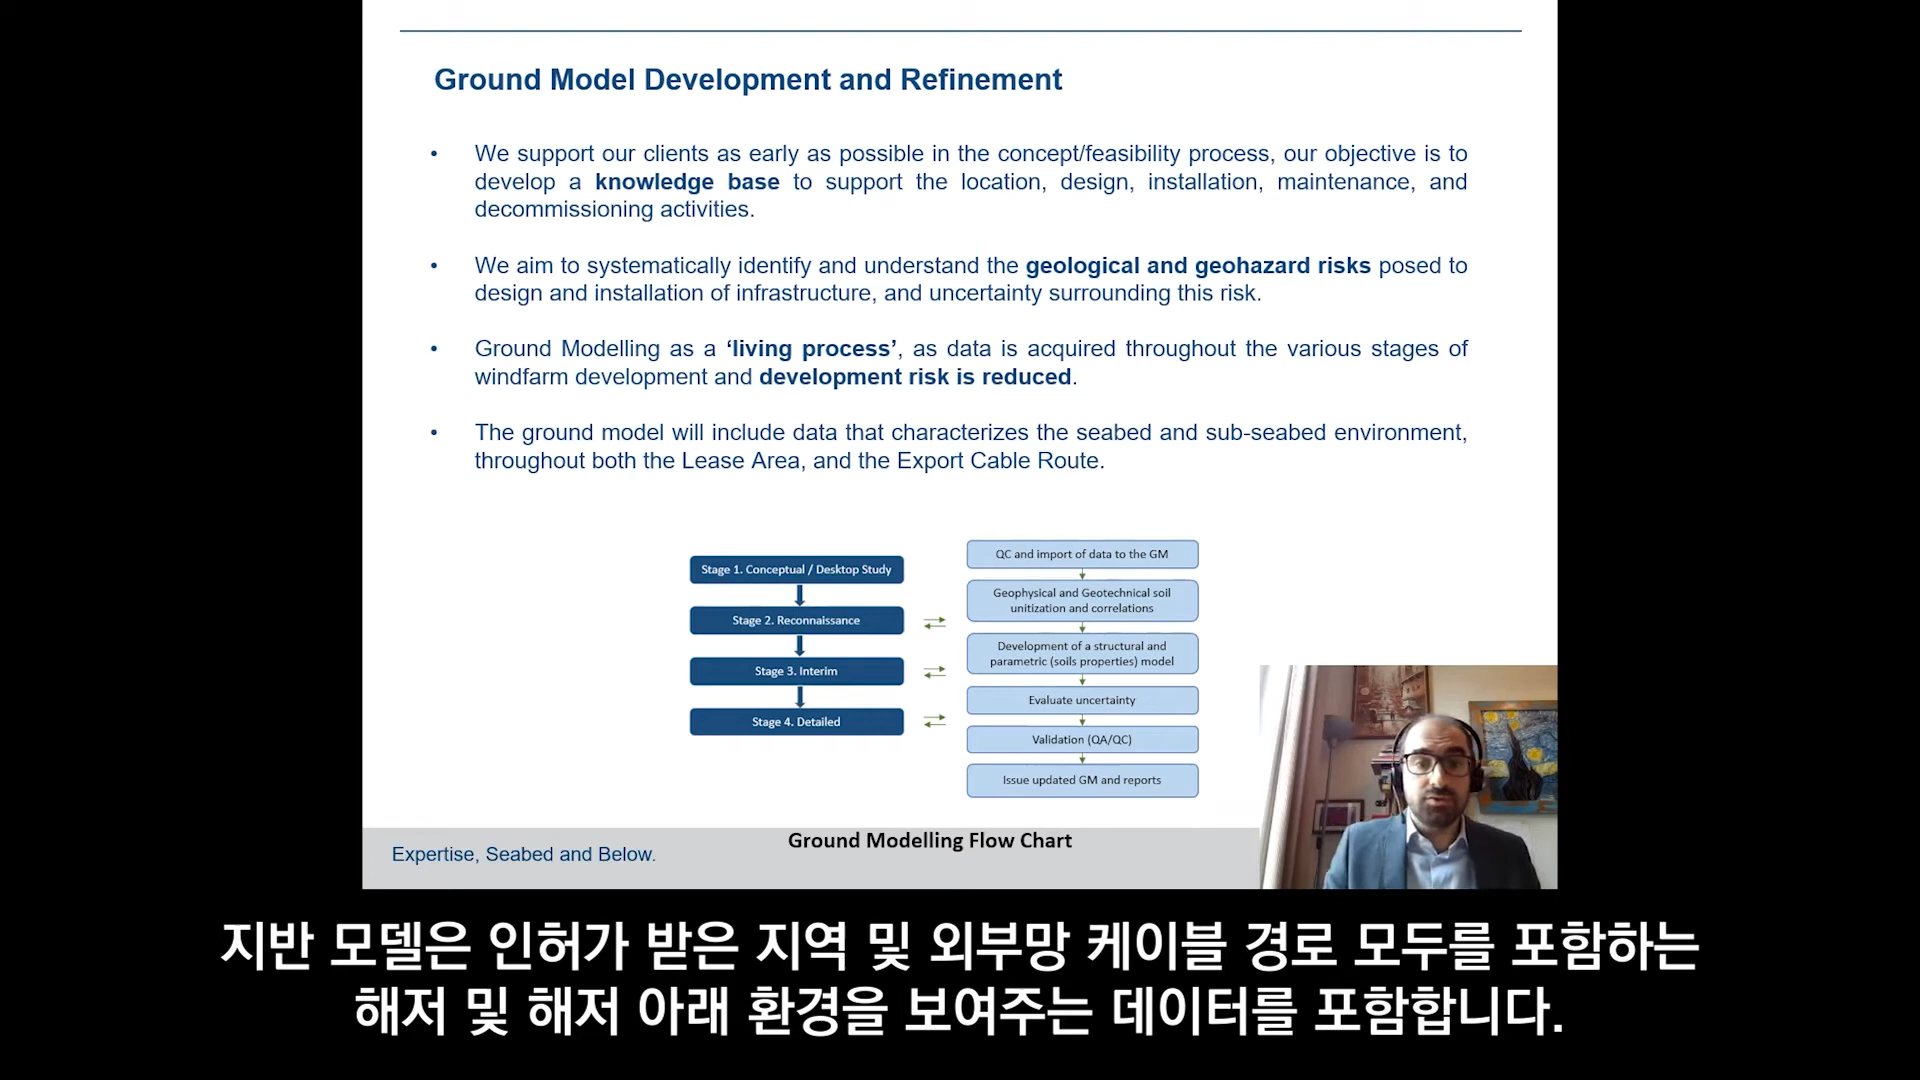 Ground Model Development and Refinement
• We support our clients as early as possible in the concept/feasibility process, our objective is to
develop a knowledge base to support the location, design, installation, maintenance, and
decommissioning activities.
• We aim to systematically identify and understand the geological and geohazard risks posed to
design and installation of infrastructure, and uncertainty surrounding this risk.
• Ground Modelling as a ‘living process’, as data is acquired throughout the various stages of
windfarm development and development risk is reduced.
• The ground model will include data that characterizes the seabed and sub-seabed environment,
throughout both the Lease Area, and the Export Cable Route.
Stage 1. Conceptual / Desktop Study
Stage 2. Reconnaissance
Stage 3. Interim
Stage 4. Detailed
QC and import of data to the GM
Geophysical and Geotechnical soil
unitization and correlations
Development of a structural and
parametric (soils properties) model
Evaluate uncertainty
Validation (QA/QC)
Issue updated GM and reports
Ground Modelling Flow Chart
Expertise, Seabed and Below.
지반 모델은 인허가 받은 지역 및 외부망 케이블 경로 모두를 포함하는
해저 및 해저 아래 환경을 보여주는 데이터를 포함합니다.